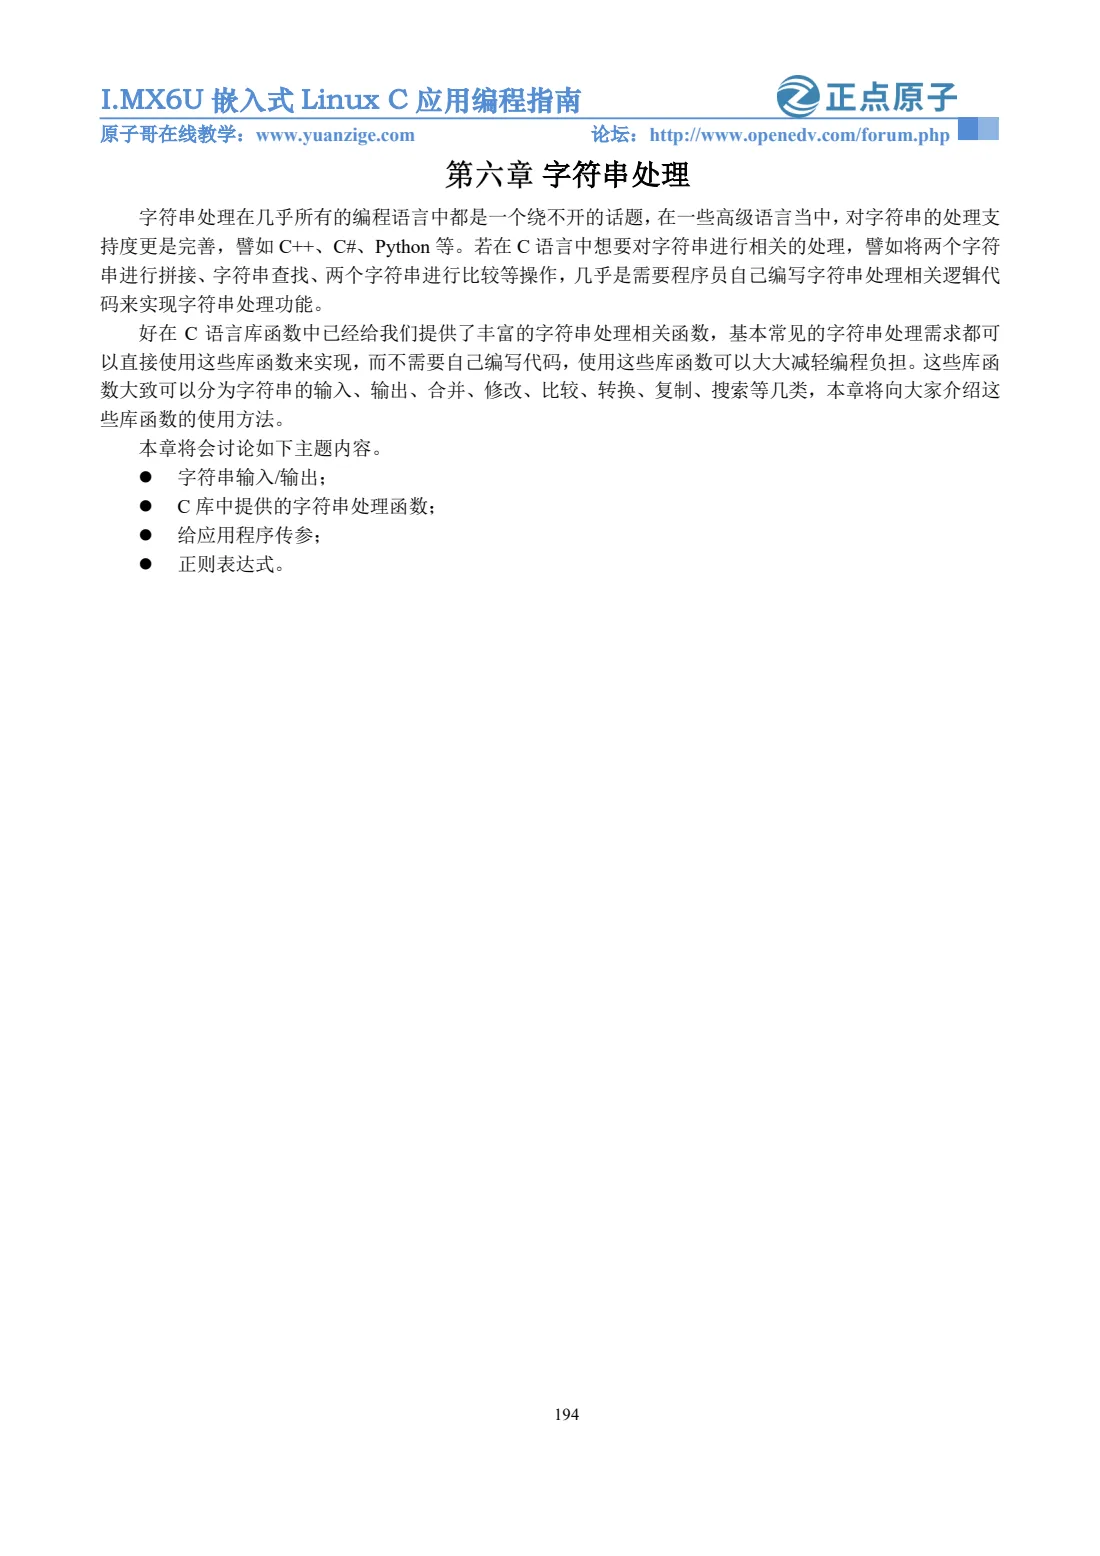 I.MX6U 嵌入式 Linux C 应用编程指南
正点原子
原子哥在线教学：www.yuanzige.com 论坛：http://www.openedv.com/forum.php
第六章 字符串处理
字符串处理在几乎所有的编程语言中都是一个绕不开的话题，在一些高级语言当中，对字符串的处理支
持度更是完善，譬如 C++、C#、Python 等。若在 C 语言中想要对字符串进行相关的处理，譬如将两个字符
串进行拼接、字符串查找、两个字符串进行比较等操作，几乎是需要程序员自己编写字符串处理相关逻辑代
码来实现字符串处理功能。
好在 C 语言库函数中已经给我们提供了丰富的字符串处理相关函数，基本常见的字符串处理需求都可
以直接使用这些库函数来实现，而不需要自己编写代码，使用这些库函数可以大大减轻编程负担。这些库函
数大致可以分为字符串的输入、输出、合并、修改、比较、转换、复制、搜索等几类，本章将向大家介绍这
些库函数的使用方法。
本章将会讨论如下主题内容。
● 字符串输入/输出；
● C 库中提供的字符串处理函数；
● 给应用程序传参；
● 正则表达式。
194